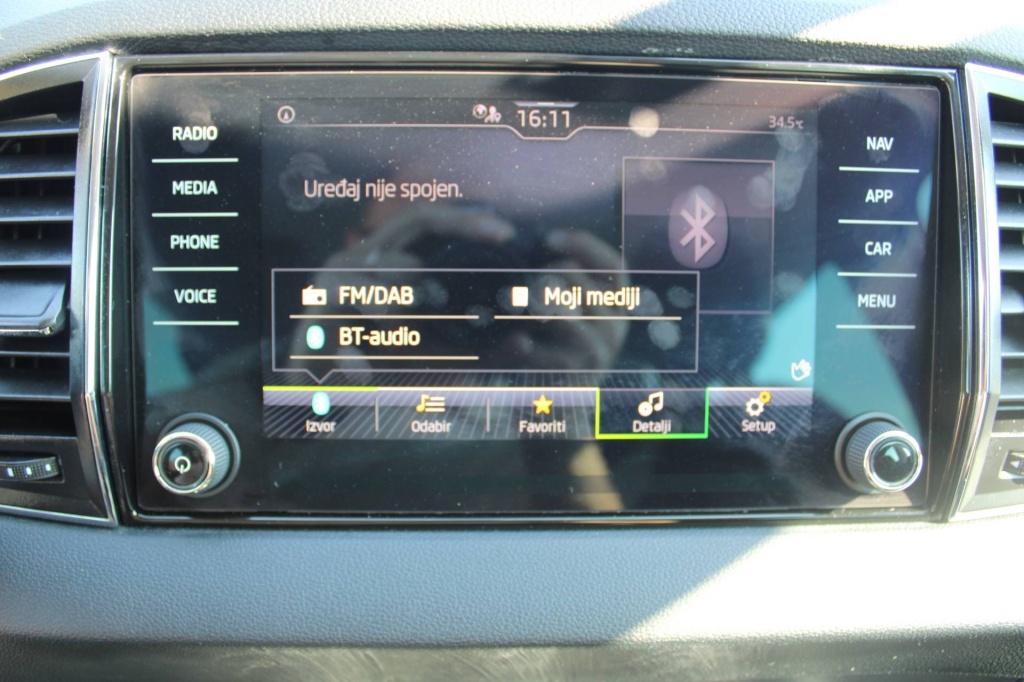 RADIO
MEDIA
PHONE
VOICE
16:11
34.5°C
Uređaj nije spojen.
FM/DAB
Moji mediji
BT-audio
Izvor
Odabir
Favoriti
Detalji
Setup
NAV
APP
CAR
MENU